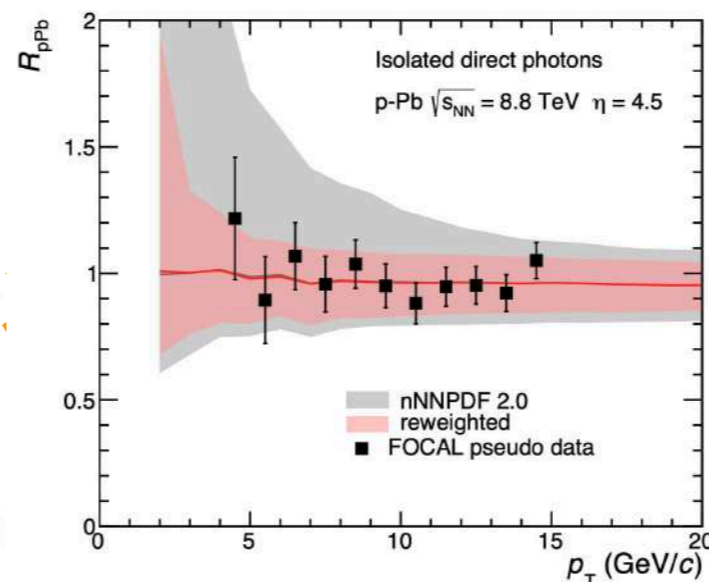 R_pPb
2
1.5
1
0.5
0
Isolated direct photons
p-Pb √s_NN = 8.8 TeV η = 4.5
nNNPDF 2.0
reweighted
FOCAL pseudo data
0 5 10 15 20
p_T (GeV/c)